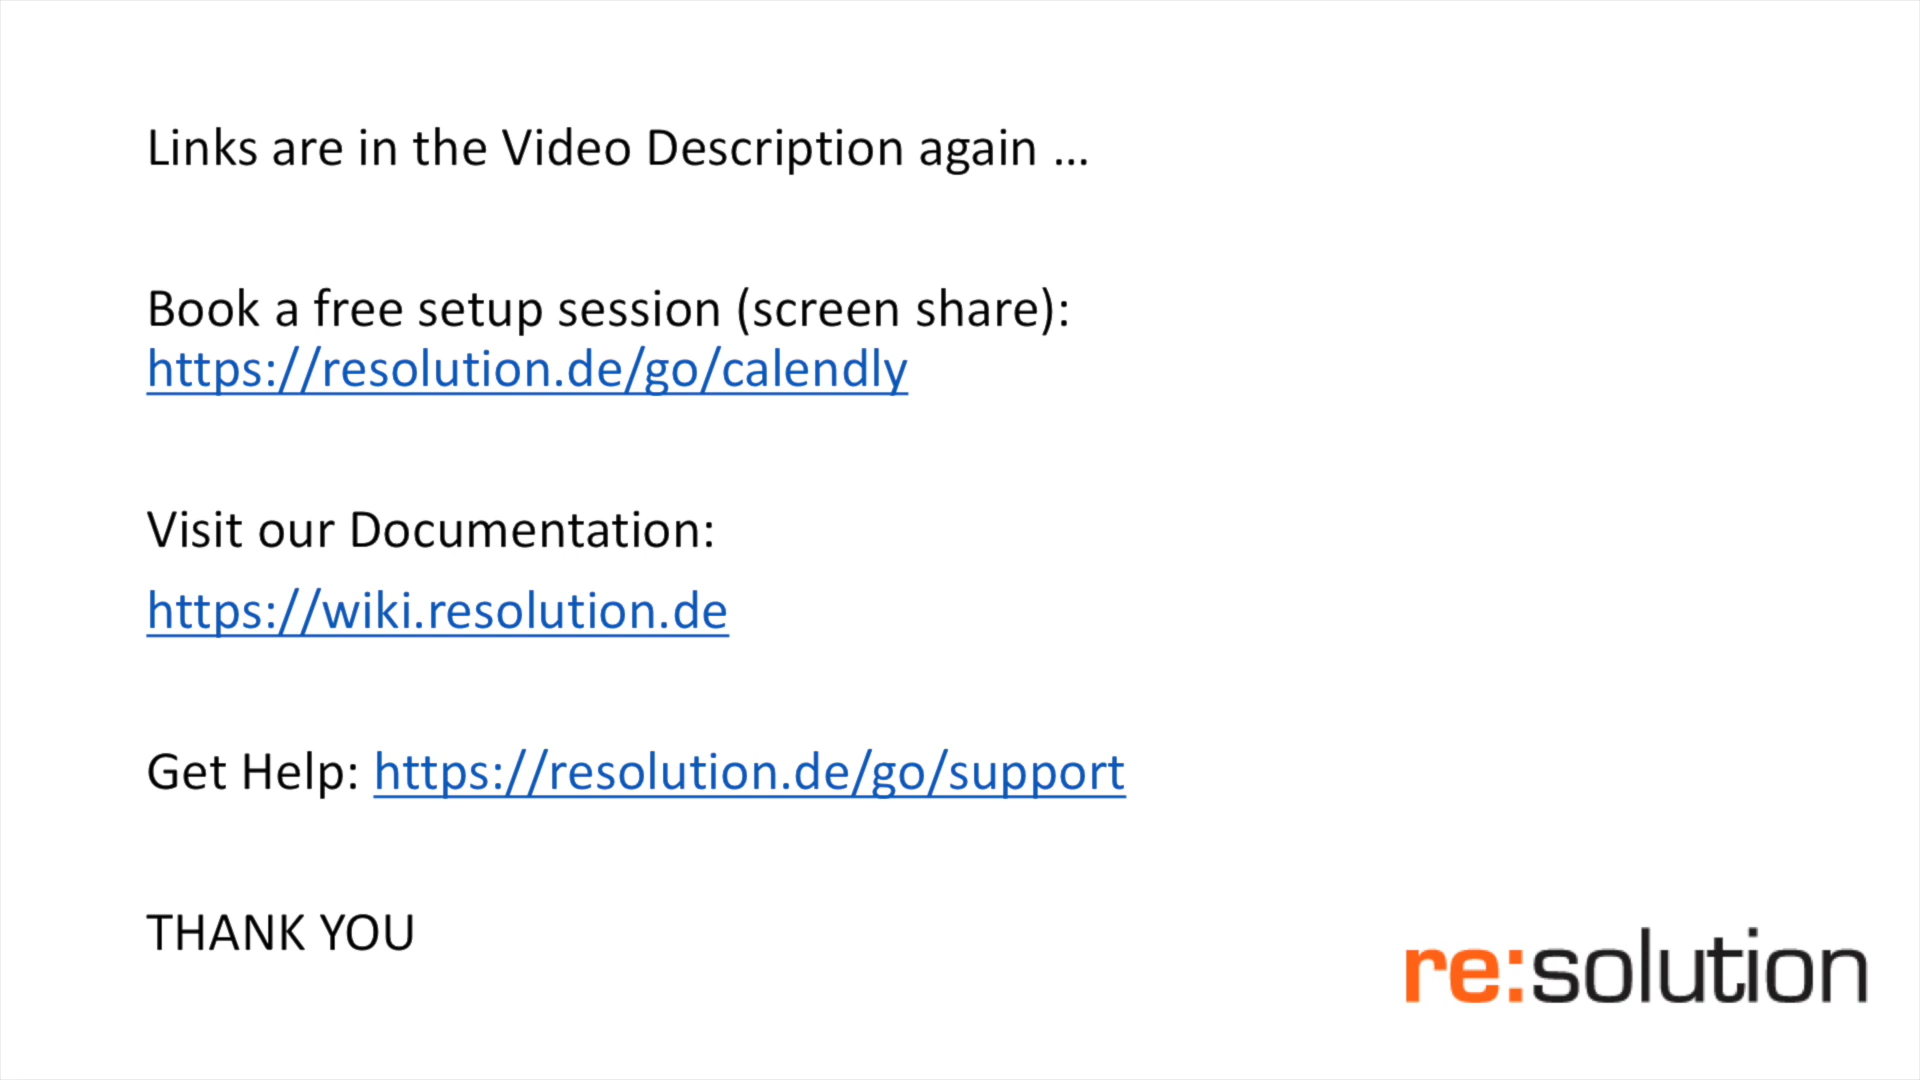 Links are in the Video Description again ...
Book a free setup session (screen share):
https://resolution.de/go/calendly
Visit our Documentation:
https://wiki.resolution.de
Get Help: https://resolution.de/go/support
THANK YOU
re:solution